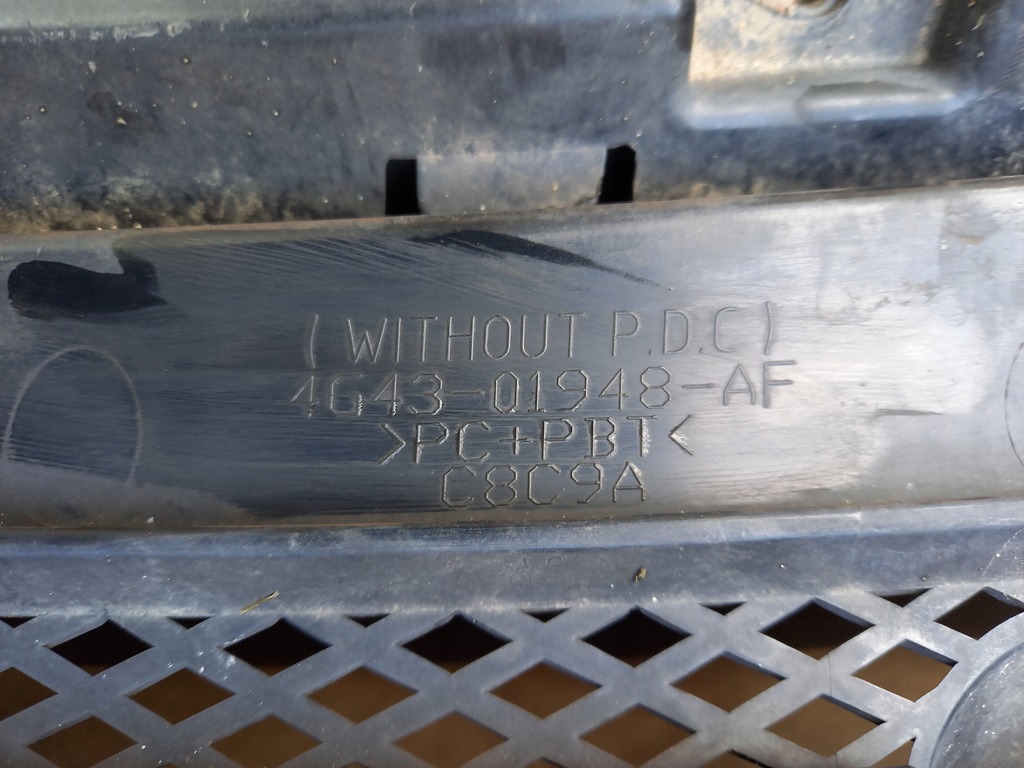 (WITHOUT P.D.C)
4G43-01948-AF
>PC+PBT<
C8C9A